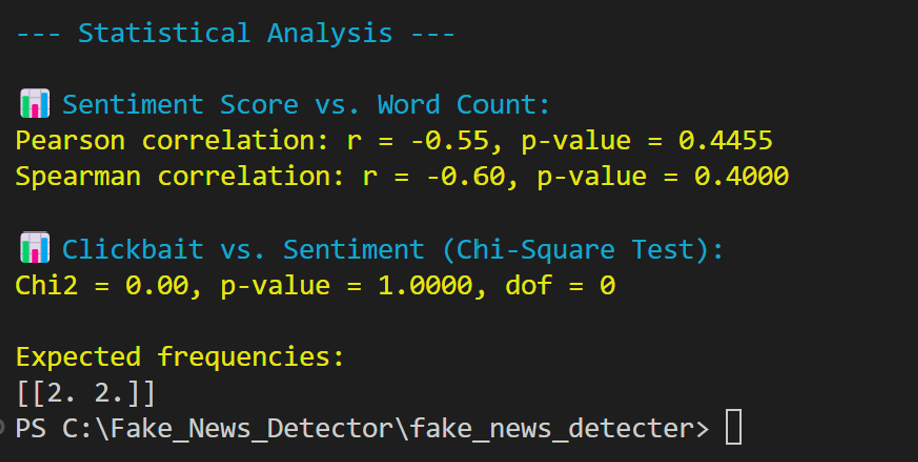 --- Statistical Analysis ---
📊 Sentiment Score vs. Word Count:
Pearson correlation: r = -0.55, p-value = 0.4455
Spearman correlation: r = -0.60, p-value = 0.4000
📊 Clickbait vs. Sentiment (Chi-Square Test):
Chi2 = 0.00, p-value = 1.0000, dof = 0
Expected frequencies:
[[2. 2.]]
PS C:\Fake_News_Detector\fake_news_detecter>